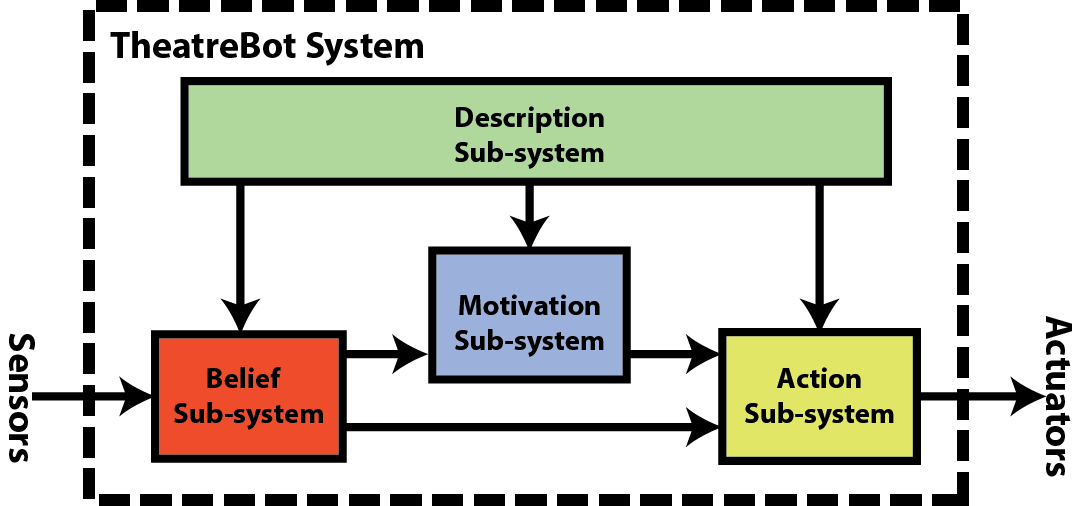 TheatreBot System
Description
Sub-system
Motivation
Sub-system
Belief
Sub-system
Action
Sub-system
Sensors
Actuators